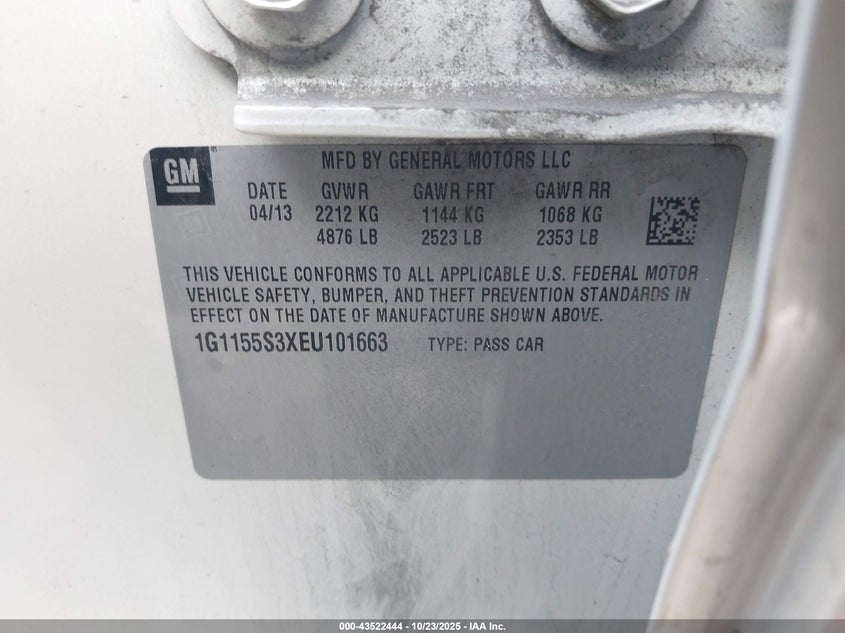 GM
MFD BY GENERAL MOTORS LLC
DATE GVWR GAWR FRT GAWR RR
04/13 2212 KG 1144 KG 1068 KG
4876 LB 2523 LB 2353 LB
THIS VEHICLE CONFORMS TO ALL APPLICABLE U.S. FEDERAL MOTOR
VEHICLE SAFETY, BUMPER, AND THEFT PREVENTION STANDARDS IN
EFFECT ON THE DATE OF MANUFACTURE SHOWN ABOVE.
1G1155S3XEU101663 TYPE: PASS CAR
000-43522444 - 10/23/2025 - IAA Inc.